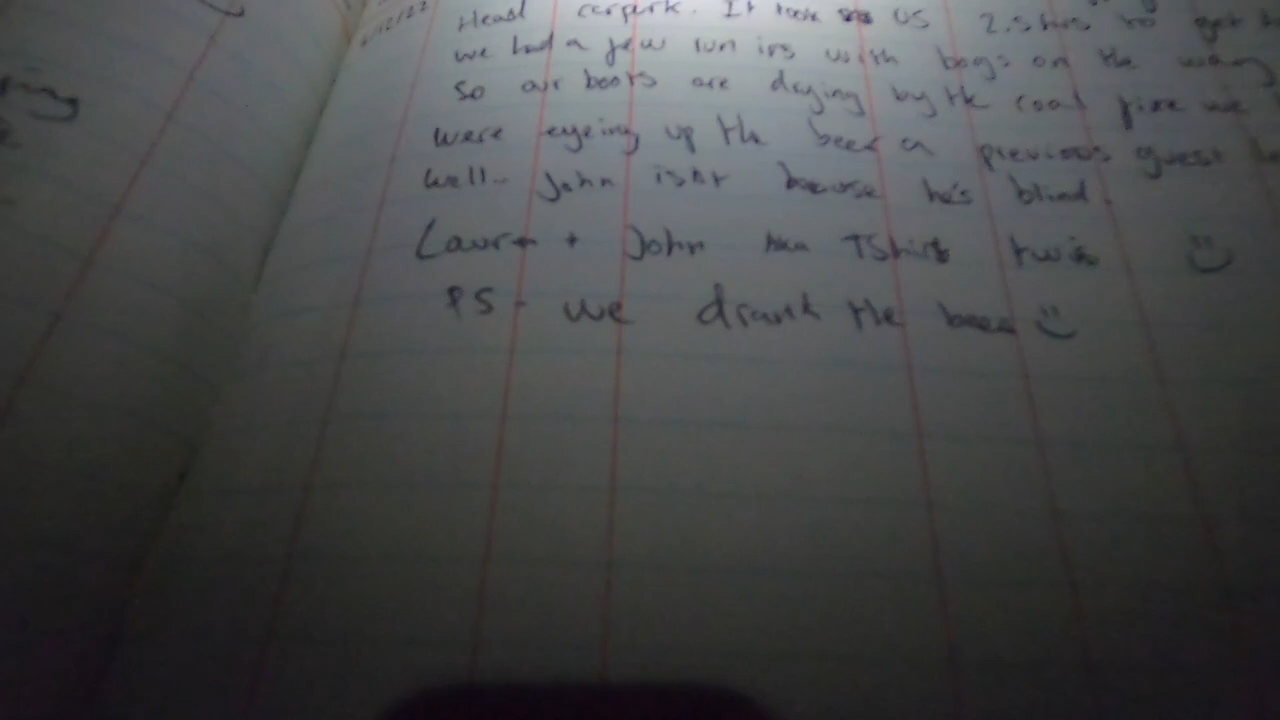 Head carpark. It took us 2.5 hrs to get
we had a few run ins with bogs on the way
so our boots are drying by the coal fire we
were eyeing up the beer a previous guest
well - John isnt because he's blind.
Laura + John aka TShirt twins
PS - we drank the beer